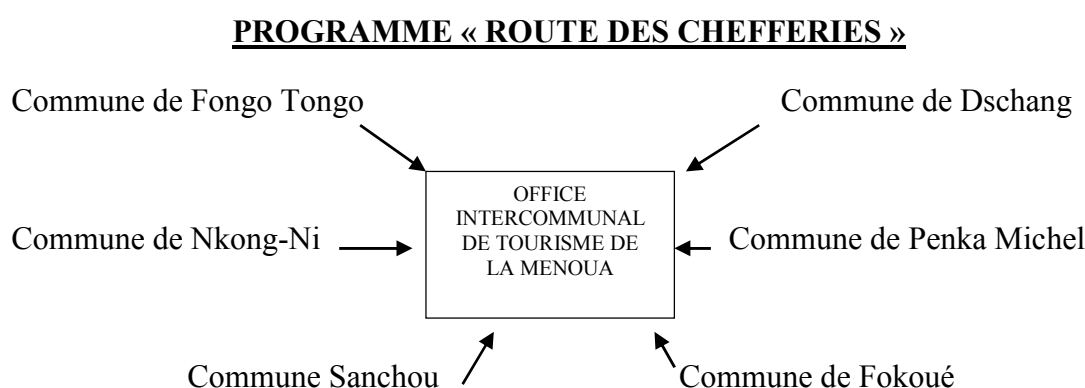 PROGRAMME « ROUTE DES CHEFFERIES »
Commune de Fongo Tongo
Commune de Dschang
OFFICE
INTERCOMMUNAL
DE TOURISME DE
LA MENOUA
Commune de Nkong-Ni
Commune de Penka Michel
Commune Sanchou
Commune de Fokoué